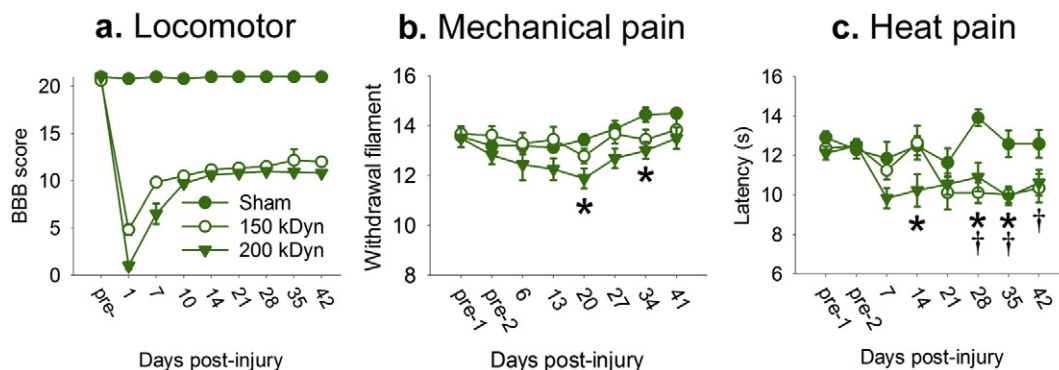 a. Locomotor
BBB score
20
15
10
5
0
Sham
150 kDyn
200 kDyn
pre-
1
7
10
14
21
28
35
42
Days post-injury
b. Mechanical pain
Withdrawal filament
16
14
12
10
8
*
*
pre-1
pre-2
6
13
20
27
34
41
Days post-injury
c. Heat pain
Latency (s)
16
14
12
10
8
6
*
*
†
*
†
†
pre-1
pre-2
7
14
21
28
35
42
Days post-injury